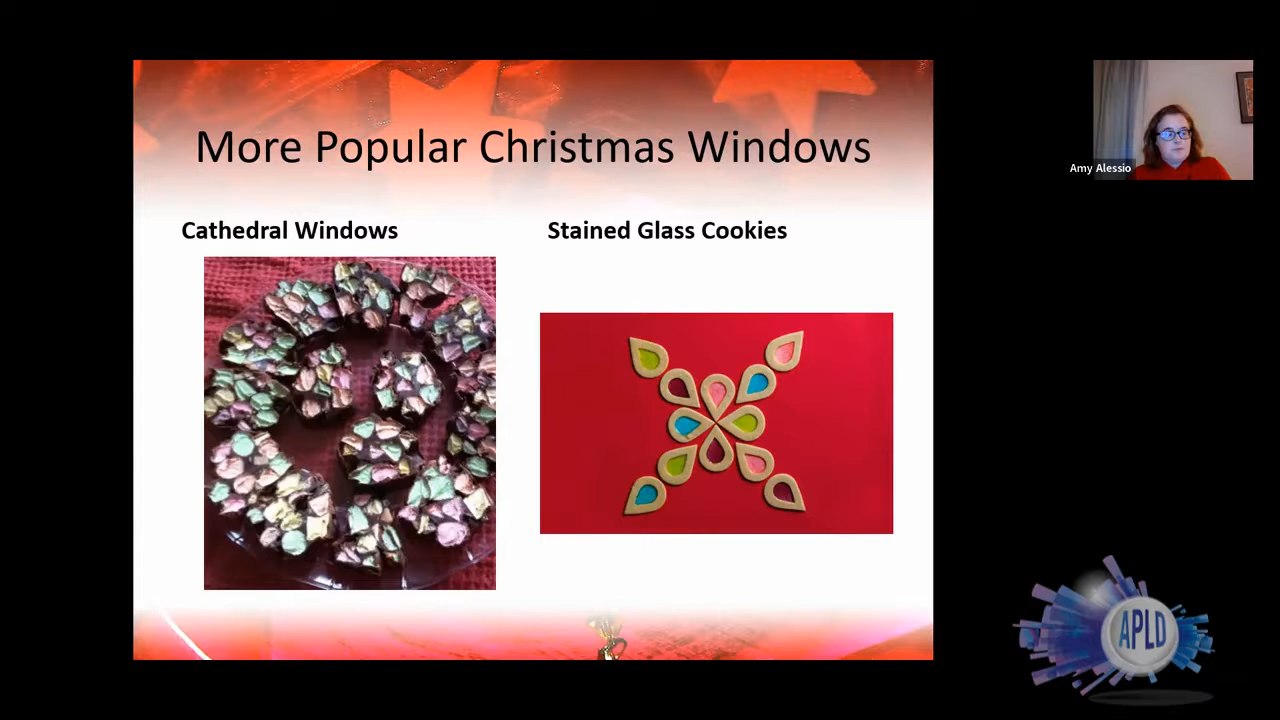 More Popular Christmas Windows
Cathedral Windows
Stained Glass Cookies
Amy Alessio
APLD